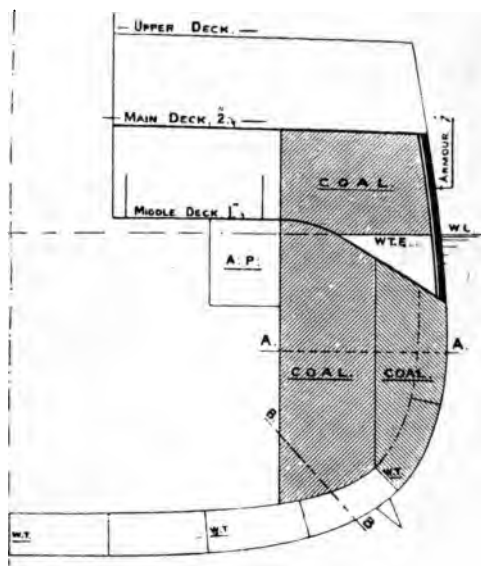 — UPPER DECK. —
— MAIN DECK, 2." —
COAL.
ARMOUR 7"
MIDDLE DECK 1".
W.L.
W.T.E.
A.P.
A.
A.
COAL.
COAL.
B.
W.T.
B.
W.T.
W.T